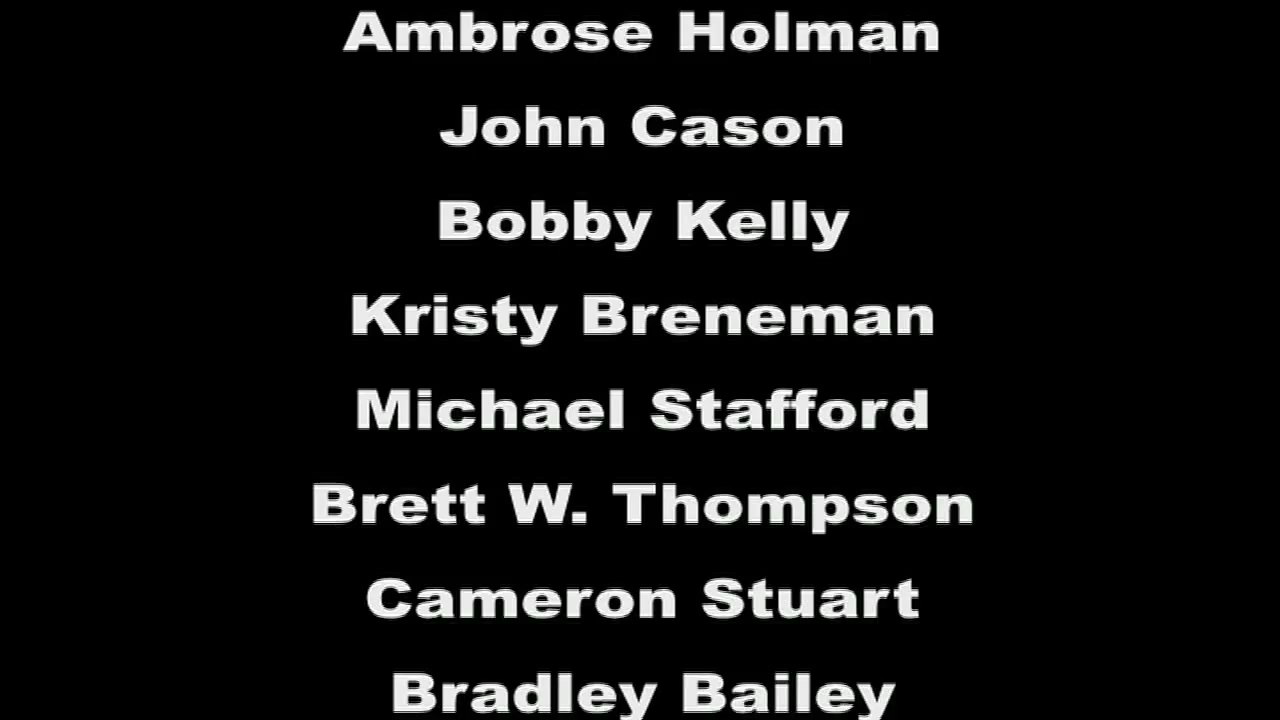 Ambrose Holman
John Cason
Bobby Kelly
Kristy Breneman
Michael Stafford
Brett W. Thompson
Cameron Stuart
Bradley Bailey